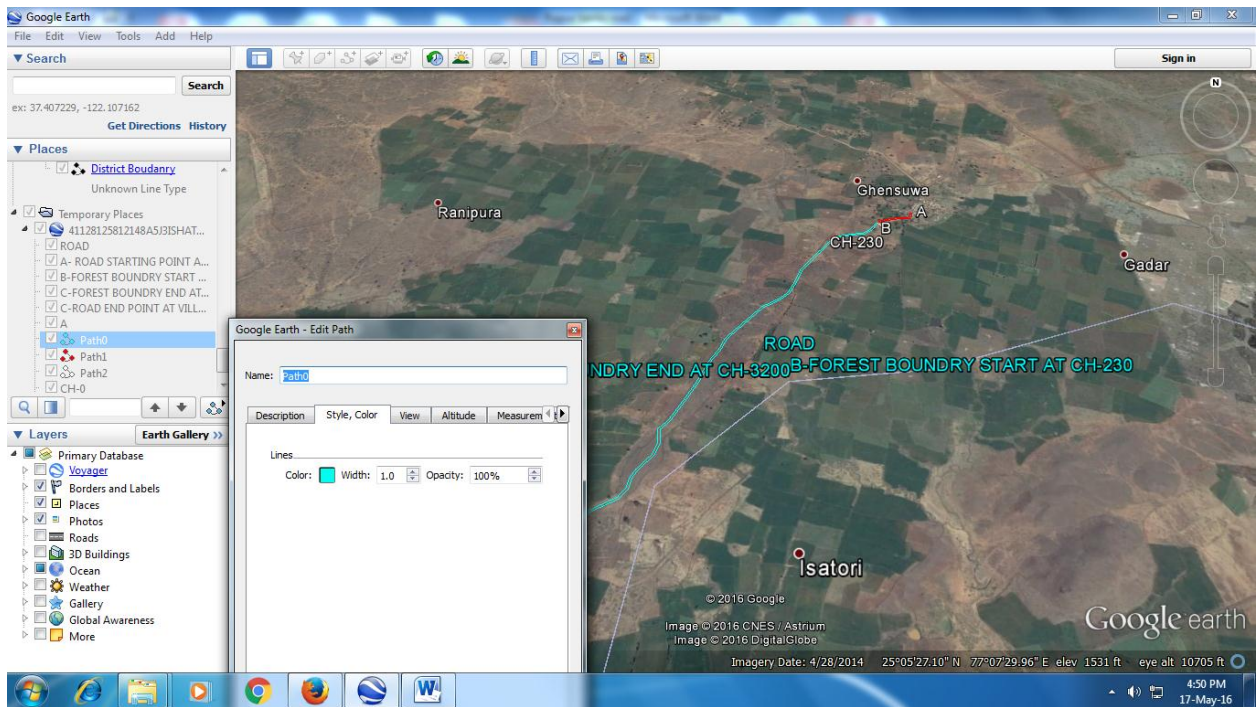 Google Earth
File Edit View Tools Add Help
▼ Search
Search
ex: 37.407229, -122.107162
Get Directions History
▼ Places
District Boudanry
Unknown Line Type
Temporary Places
41128125812148A5J3ISHAT...
ROAD
A- ROAD STARTING POINT A...
B-FOREST BOUNDRY START ...
C-FOREST BOUNDRY END AT...
C-ROAD END POINT AT VILL...
A
Path0
Path1
Path2
CH-0
▼ Layers
Earth Gallery >>
Primary Database
Voyager
Borders and Labels
Places
Photos
Roads
3D Buildings
Ocean
Weather
Gallery
Global Awareness
More
Sign in
N
Ghensuwa
Ranipura
A
B
CH-230
Gadar
ROAD
NDRY END AT CH-3200
B-FOREST BOUNDRY START AT CH-230
Isatori
Google Earth - Edit Path
Name: Path0
Description Style, Color View Altitude Measurem
Lines
Color: Width: 1.0 Opacity: 100%
© 2016 Google
Image © 2016 CNES / Astrium
Image © 2016 DigitalGlobe
Google earth
Imagery Date: 4/28/2014 25°05'27.10" N 77°07'29.96" E elev 1531 ft eye alt 10705 ft
4:50 PM
17-May-16